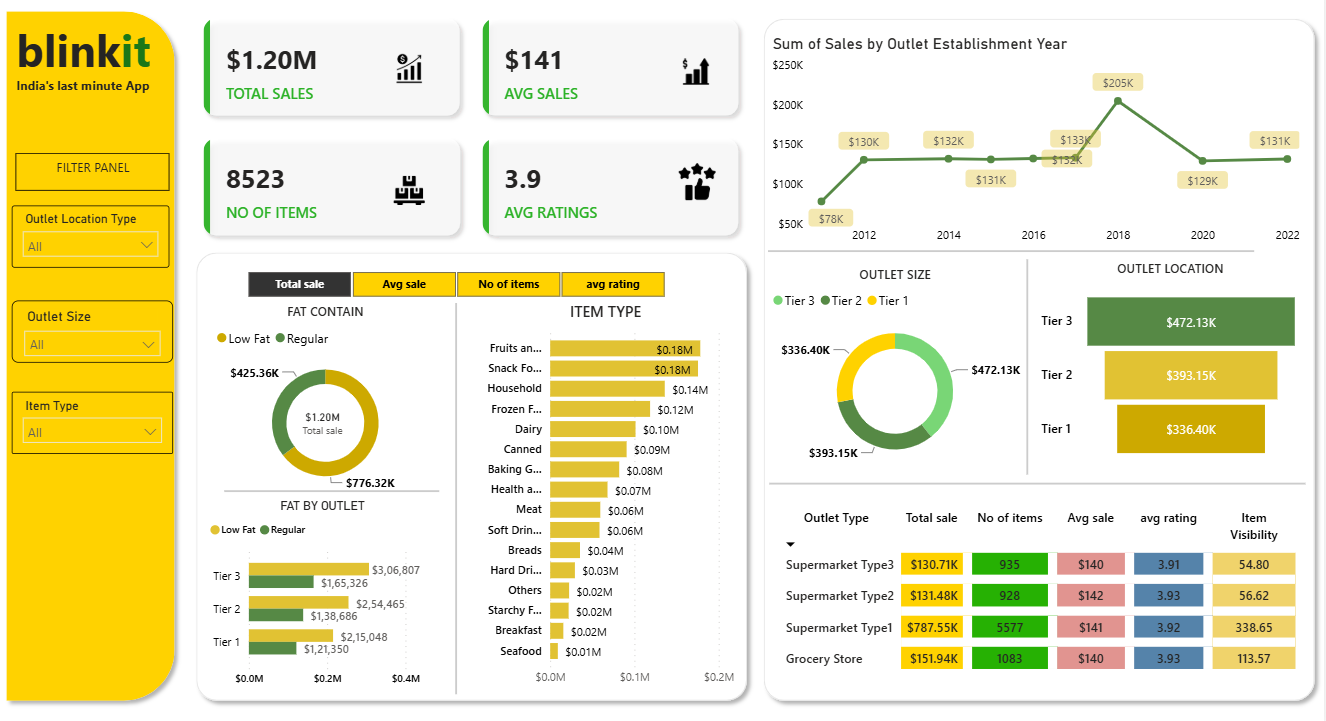 blinkit
India's last minute App
FILTER PANEL
Outlet Location Type
All
Outlet Size
All
Item Type
All
$1.20M
TOTAL SALES
$141
AVG SALES
8523
NO OF ITEMS
3.9
AVG RATINGS
Total sale Avg sale No of items avg rating
FAT CONTAIN
Low Fat Regular
$425.36K
$1.20M
Total sale
$776.32K
FAT BY OUTLET
Low Fat Regular
Tier 3 $3,06,807
$1,65,326
Tier 2 $2,54,465
$1,38,686
Tier 1 $2,15,048
$1,21,350
$0.0M $0.2M $0.4M
ITEM TYPE
Fruits an... $0.18M
Snack Fo... $0.18M
Household $0.14M
Frozen F... $0.12M
Dairy $0.10M
Canned $0.09M
Baking G... $0.08M
Health a... $0.07M
Meat $0.06M
Soft Drin... $0.06M
Breads $0.04M
Hard Dri... $0.03M
Others $0.02M
Starchy F... $0.02M
Breakfast $0.02M
Seafood $0.01M
$0.0M $0.1M $0.2M
Sum of Sales by Outlet Establishment Year
$250K
$205K
$200K
$150K
$130K $132K $133K $131K
$132K
$131K $129K
$100K
$78K
$50K
2012 2014 2016 2018 2020 2022
OUTLET SIZE
Tier 3 Tier 2 Tier 1
$336.40K
$472.13K
$393.15K
OUTLET LOCATION
Tier 3 $472.13K
Tier 2 $393.15K
Tier 1 $336.40K
Outlet Type Total sale No of items Avg sale avg rating Item
Visibility
Supermarket Type3 $130.71K 935 $140 3.91 54.80
Supermarket Type2 $131.48K 928 $142 3.93 56.62
Supermarket Type1 $787.55K 5577 $141 3.92 338.65
Grocery Store $151.94K 1083 $140 3.93 113.57